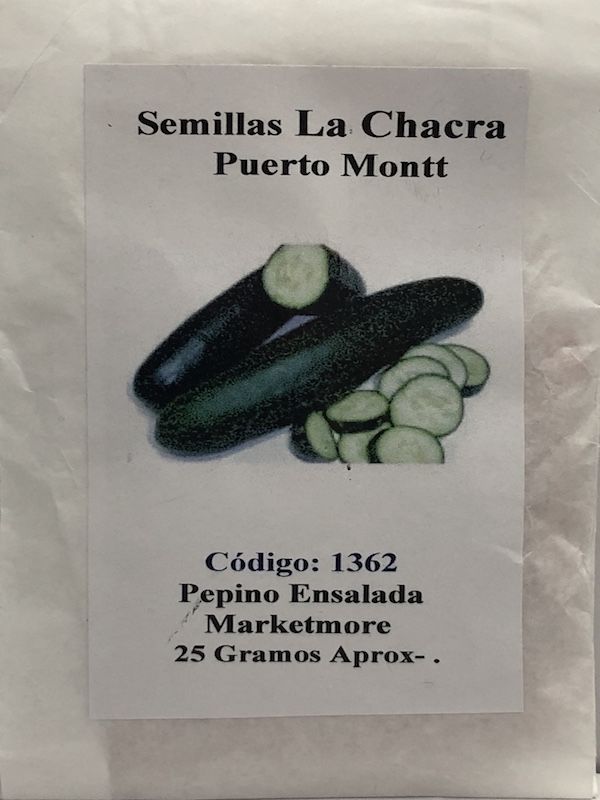 Semillas La Chacra
Puerto Montt
Código: 1362
Pepino Ensalada
Marketmore
25 Gramos Aprox- .